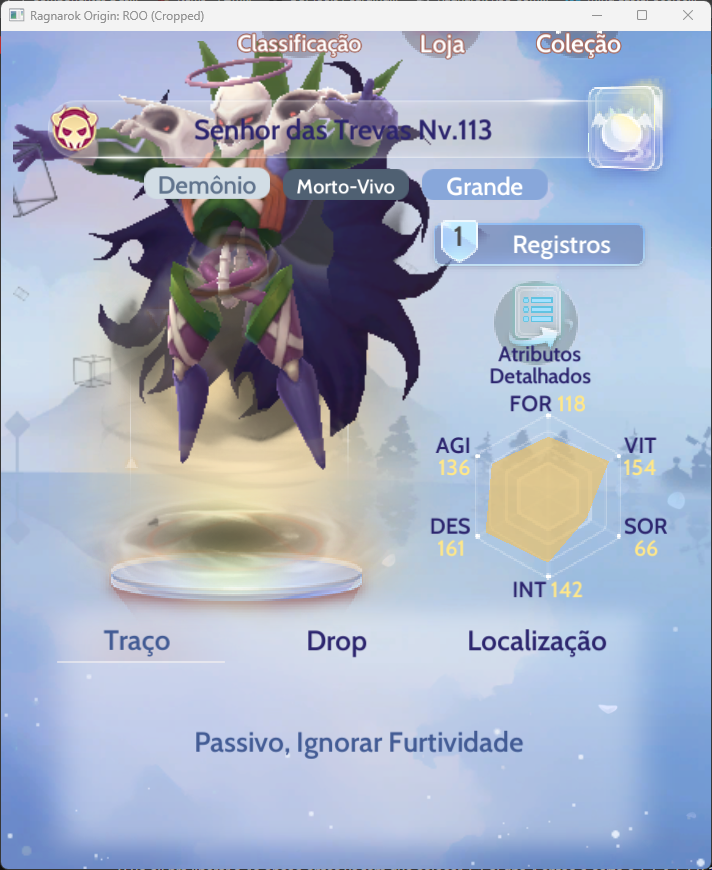 Ragnarok Origin: ROO (Cropped)
Classificação Loja Coleção
Senhor das Trevas Nv.113
Demônio Morto-Vivo Grande
1 Registros
Atributos
Detalhados
FOR 118
AGI VIT
136 154
DES SOR
161 66
INT 142
Traço Drop Localização
Passivo, Ignorar Furtividade